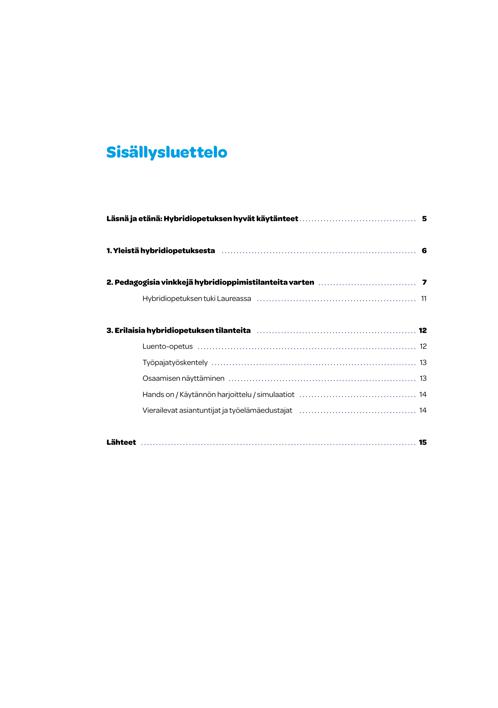 Sisällysluettelo
Läsnä ja etänä: Hybridiopetuksen hyvät käytänteet ........................................ 5
1. Yleistä hybridiopetuksesta ........................................ 6
2. Pedagogisia vinkkejä hybridioppimistilanteita varten ........................................ 7
Hybridiopetuksen tuki Laureassa ........................................ 11
3. Erilaisia hybridiopetuksen tilanteita ........................................ 12
Luento-opetus ........................................ 12
Työpajatyöskentely ........................................ 13
Osaamisen näyttäminen ........................................ 13
Hands on / Käytännön harjoittelu / simulaatiot ........................................ 14
Vierailevat asiantuntijat ja työelämäedustajat ........................................ 14
Lähteet ........................................ 15